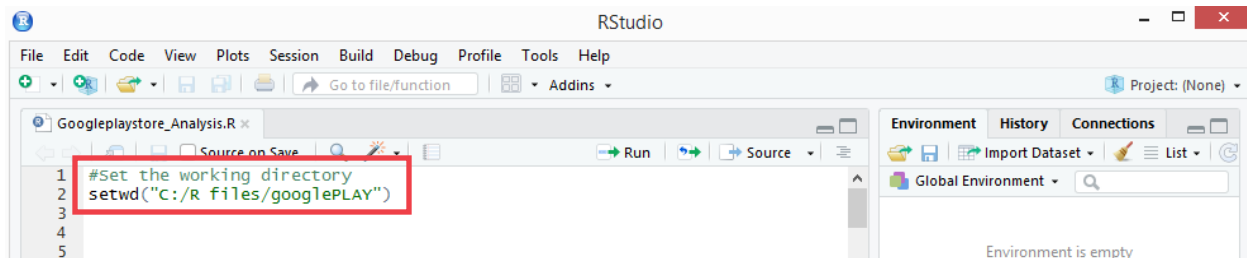 RStudio
File Edit Code View Plots Session Build Debug Profile Tools Help
Go to file/function Addins Project: (None)
Googleplaystore_Analysis.R Environment History Connections
Source on Save Run Source Import Dataset List
1 #Set the working directory Global Environment
2 setwd("C:/R files/googlePLAY")
3
4
5 Environment is empty